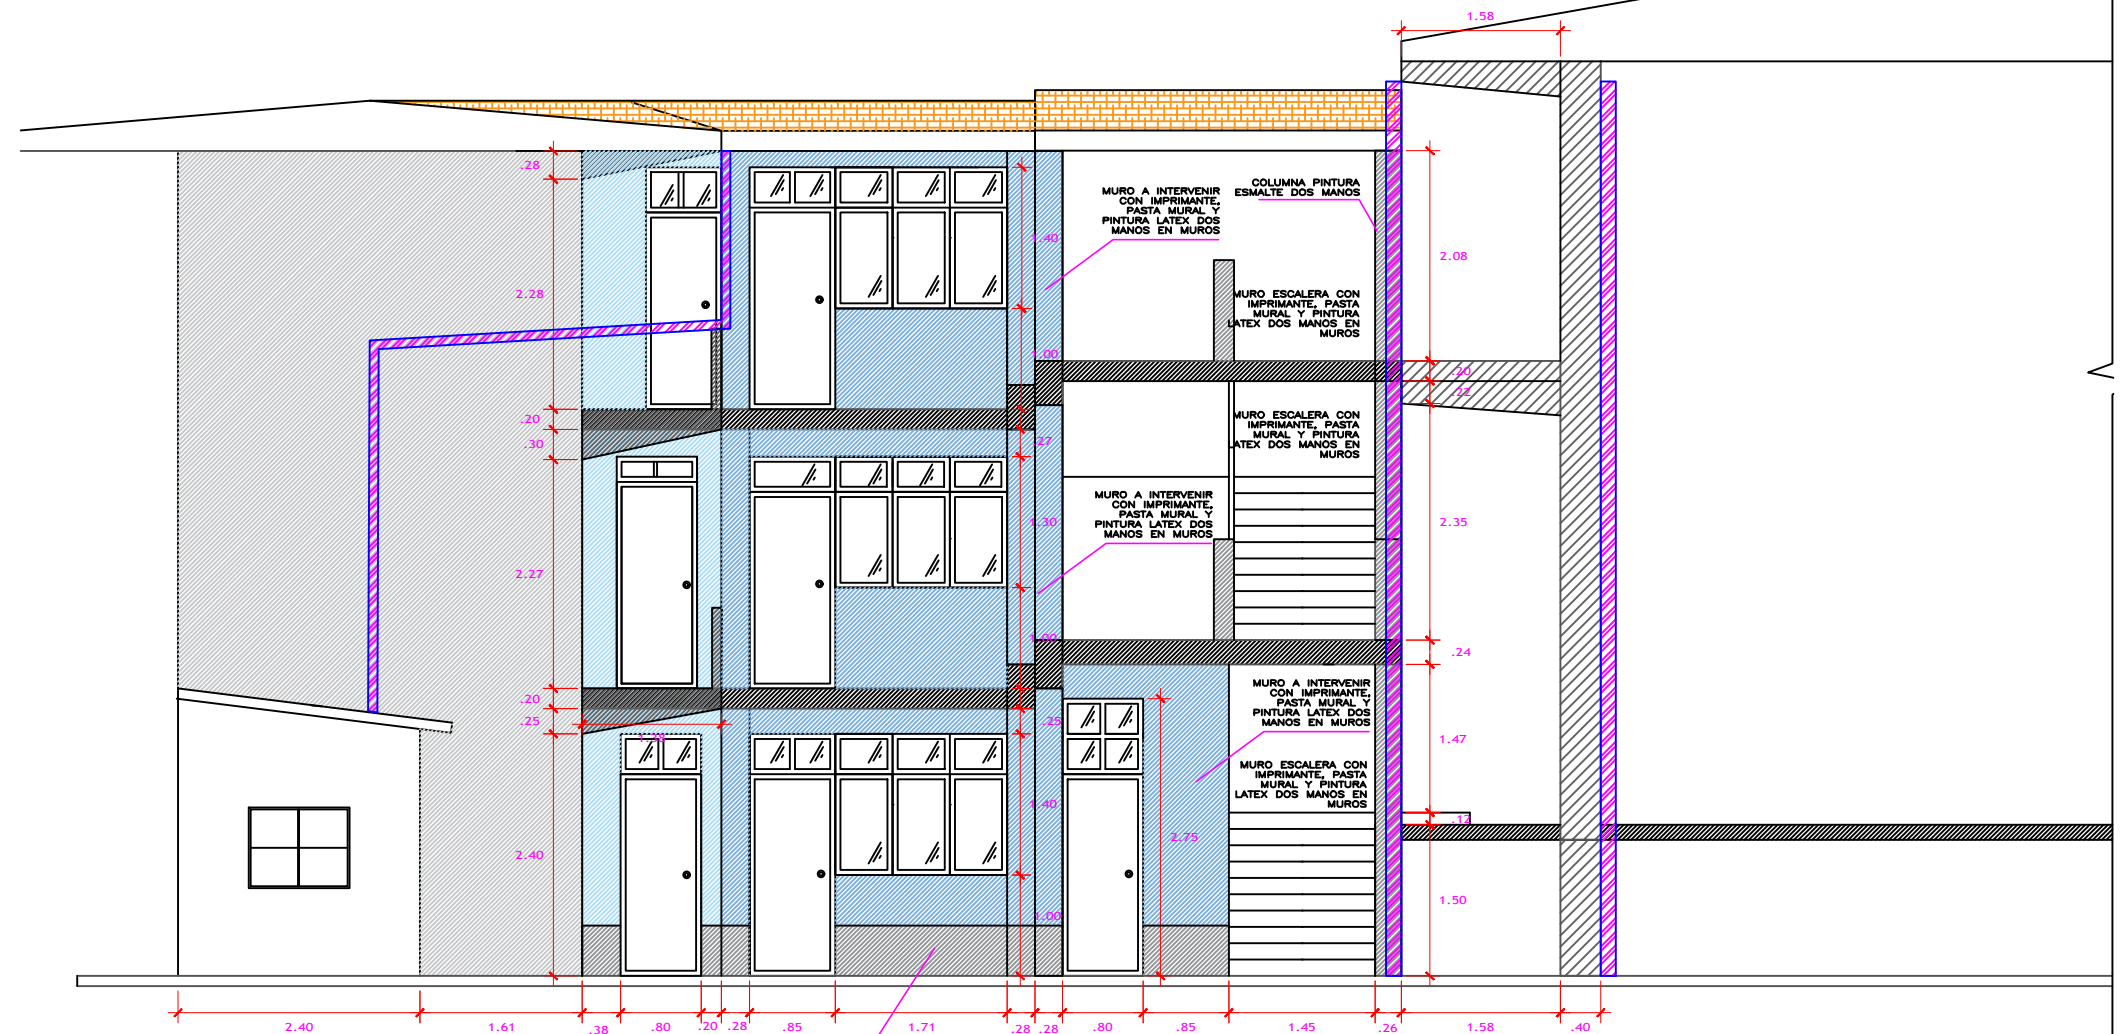 1.58
.28
MURO A INTERVENIR
CON IMPRIMANTE,
PASTA MURAL Y
PINTURA LATEX DOS
MANOS EN MUROS
COLUMNA PINTURA
ESMALTE DOS MANOS
1.40
2.08
2.28
MURO ESCALERA CON
IMPRIMANTE, PASTA
MURAL Y PINTURA
LATEX DOS MANOS EN
MUROS
1.00
.20
.22
.20
.30
.27
MURO ESCALERA CON
IMPRIMANTE, PASTA
MURAL Y PINTURA
LATEX DOS MANOS EN
MUROS
MURO A INTERVENIR
CON IMPRIMANTE,
PASTA MURAL Y
PINTURA LATEX DOS
MANOS EN MUROS
1.30
2.35
2.27
1.00
.24
.20
.25
1.38
.25
MURO A INTERVENIR
CON IMPRIMANTE,
PASTA MURAL Y
PINTURA LATEX DOS
MANOS EN MUROS
1.47
MURO ESCALERA CON
IMPRIMANTE, PASTA
MURAL Y PINTURA
LATEX DOS MANOS EN
MUROS
1.40
.12
2.75
2.40
1.50
1.00
2.40
1.61
.38
.80
.20
.28
.85
1.71
.28
.28
.80
.85
1.45
.26
1.58
.40